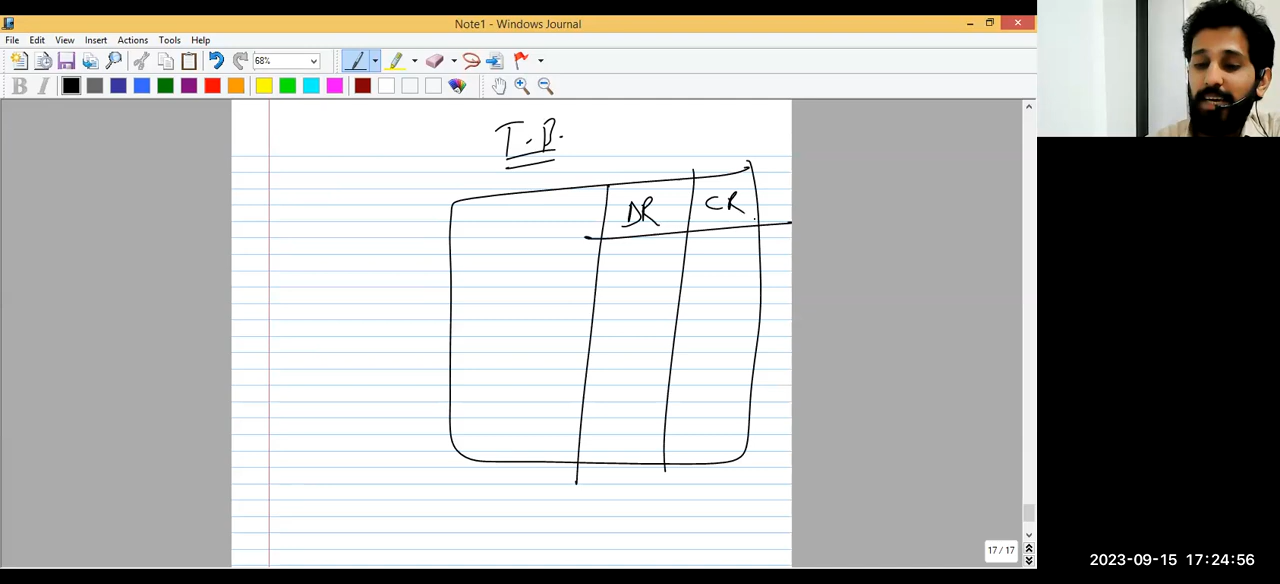 Note1 - Windows Journal
File Edit View Insert Actions Tools Help
68%
B I
T.B.
DR CR
17 / 17
2023-09-15 17:24:56